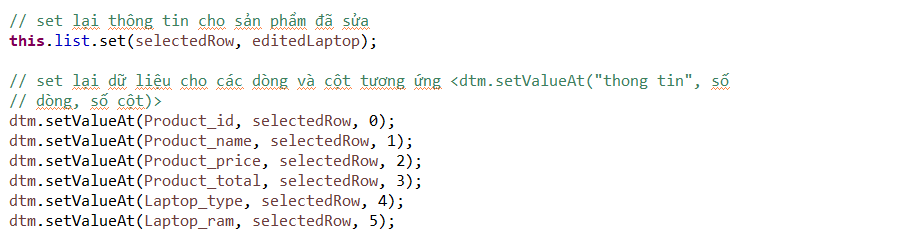 // set lại thông tin cho sản phẩm đã sửa
this.list.set(selectedRow, editedLaptop);
// set lại dữ liệu cho các dòng và cột tương ứng <dtm.setValueAt("thong tin", số
// dòng, số cột)>
dtm.setValueAt(Product_id, selectedRow, 0);
dtm.setValueAt(Product_name, selectedRow, 1);
dtm.setValueAt(Product_price, selectedRow, 2);
dtm.setValueAt(Product_total, selectedRow, 3);
dtm.setValueAt(Laptop_type, selectedRow, 4);
dtm.setValueAt(Laptop_ram, selectedRow, 5);